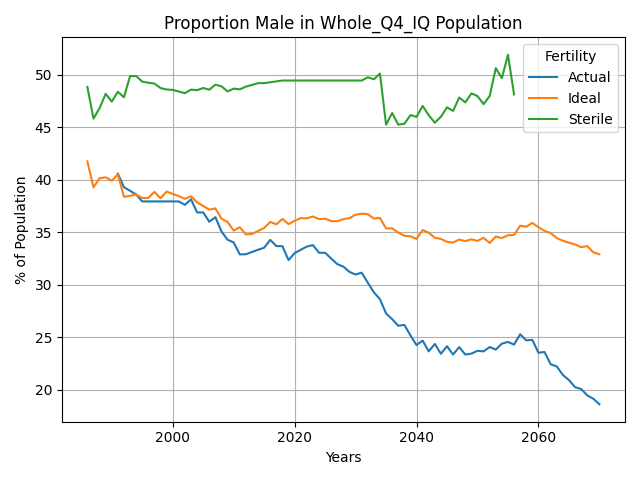 Proportion Male in Whole_Q4_IQ Population
% of Population
50
45
40
35
30
25
20
2000
2020
2040
2060
Years
Fertility
Actual
Ideal
Sterile